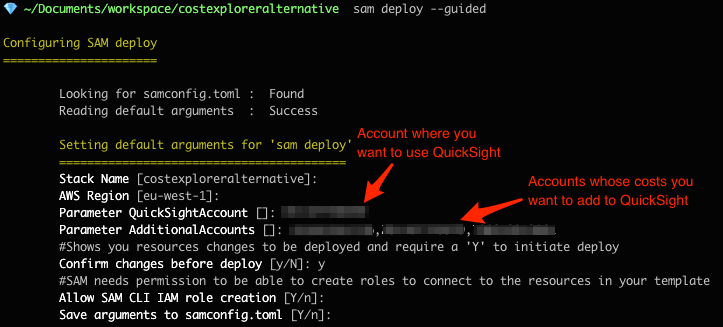 ~/Documents/workspace/costexploreralternative sam deploy --guided
Configuring SAM deploy
======================
Looking for samconfig.toml : Found
Reading default arguments : Success
Setting default arguments for 'sam deploy'
=========================================
Account where you
want to use QuickSight
Stack Name [costexploreralternative]:
AWS Region [eu-west-1]:
Accounts whose costs you
want to add to QuickSight
Parameter QuickSightAccount []:
Parameter AdditionalAccounts []: , ,
#Shows you resources changes to be deployed and require a 'Y' to initiate deploy
Confirm changes before deploy [y/N]: y
#SAM needs permission to be able to create roles to connect to the resources in your template
Allow SAM CLI IAM role creation [Y/n]:
Save arguments to samconfig.toml [Y/n]: